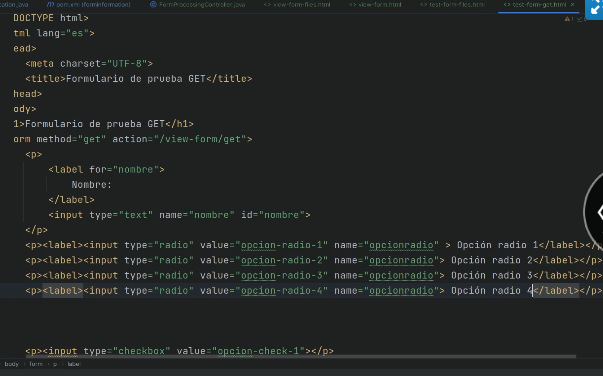 cation.java pom.xml (forminformation) FormProcessingController.java <> view-form-files.html <> view-form.html <> test-form-files.html <> test-form-get.html ×
DOCTYPE html>
tml lang="es">
ead>
<meta charset="UTF-8">
<title>Formulario de prueba GET</title>
head>
ody>
1>Formulario de prueba GET</h1>
orm method="get" action="/view-form/get">
<p>
<label for="nombre">
Nombre:
</label>
<input type="text" name="nombre" id="nombre">
</p>
<p><label><input type="radio" value="opcion-radio-1" name="opcionradio" > Opción radio 1</label></p
<p><label><input type="radio" value="opcion-radio-2" name="opcionradio"> Opción radio 2</label></p>
<p><label><input type="radio" value="opcion-radio-3" name="opcionradio"> Opción radio 3</label></p>
<p><label><input type="radio" value="opcion-radio-4" name="opcionradio"> Opción radio 4</label></p>
<p><input type="checkbox" value="opcion-check-1"></p>
body › form › p › label